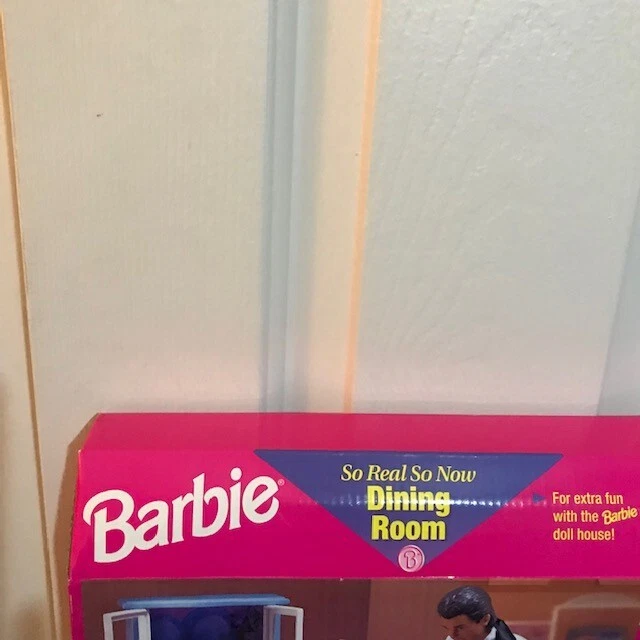 Barbie®
So Real So Now
Dining
Room
B
For extra fun
with the Barbie
doll house!